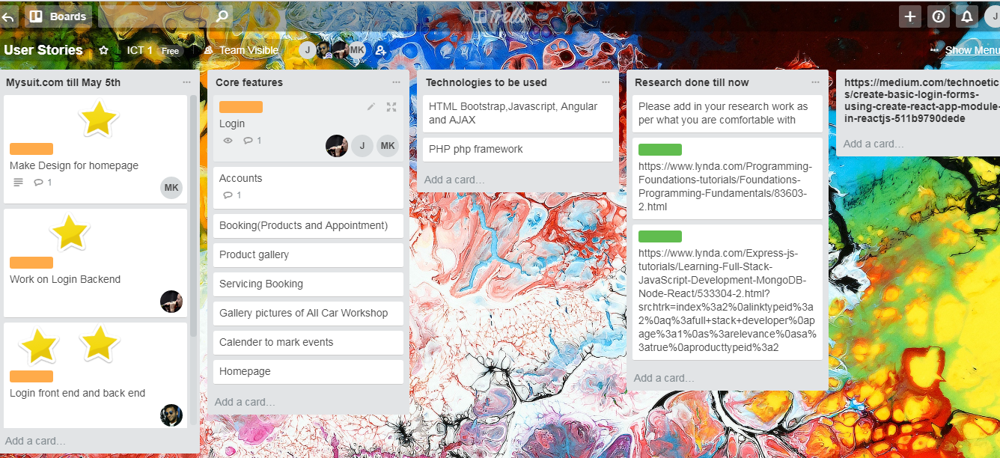 Boards
Trello
J
User Stories
ICT 1
Free
Team Visible
J
MK
Show Menu
Mysuit.com till May 5th
Make Design for homepage
1
MK
Work on Login Backend
Login front end and back end
Add a card…
Core features
Login
1
J
MK
Accounts
1
Booking(Products and Appointment)
Product gallery
Servicing Booking
Gallery pictures of All Car Workshop
Calender to mark events
Homepage
Add a card…
Technologies to be used
HTML Bootstrap,Javascript, Angular
and AJAX
PHP php framework
Add a card…
Research done till now
Please add in your research work as
per what you are comfortable with
https://www.lynda.com/Programming-
Foundations-tutorials/Foundations-
Programming-Fundamentals/83603-
2.html
https://www.lynda.com/Express-js-
tutorials/Learning-Full-Stack-
JavaScript-Development-MongoDB-
Node-React/533304-2.html?
srchtrk=index%3a2%0alinktypeid%3a
2%0aq%3afull+stack+developer%0ap
age%3a1%0as%3arelevance%0asa%
3atrue%0aproducttypeid%3a2
Add a card…
https://medium.com/technoetic
s/create-basic-login-forms-
using-create-react-app-module-
in-reactjs-511b9790dede
Add a card…